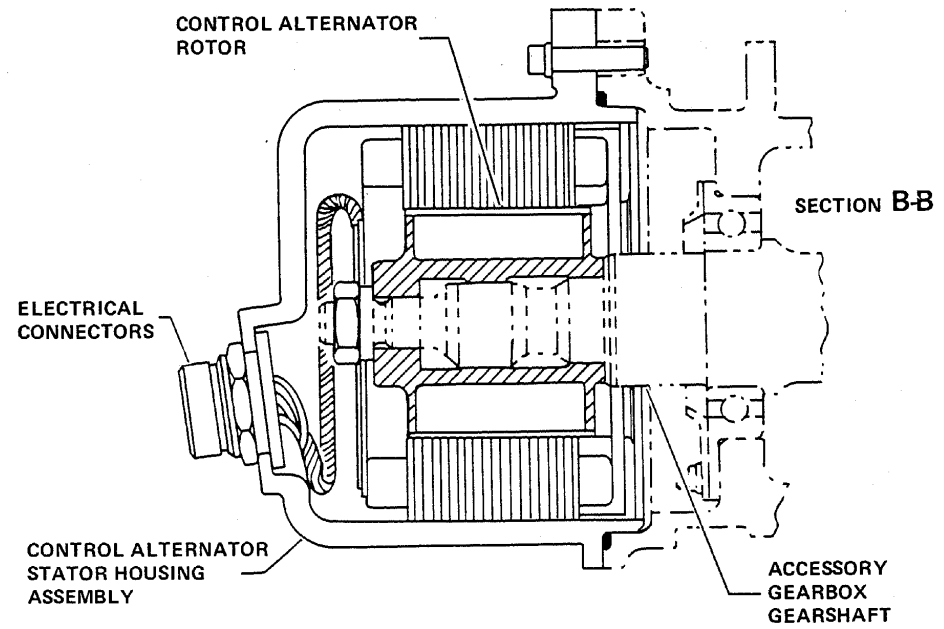 CONTROL ALTERNATOR
ROTOR
SECTION B-B
ELECTRICAL
CONNECTORS
CONTROL ALTERNATOR
STATOR HOUSING
ASSEMBLY
ACCESSORY
GEARBOX
GEARSHAFT